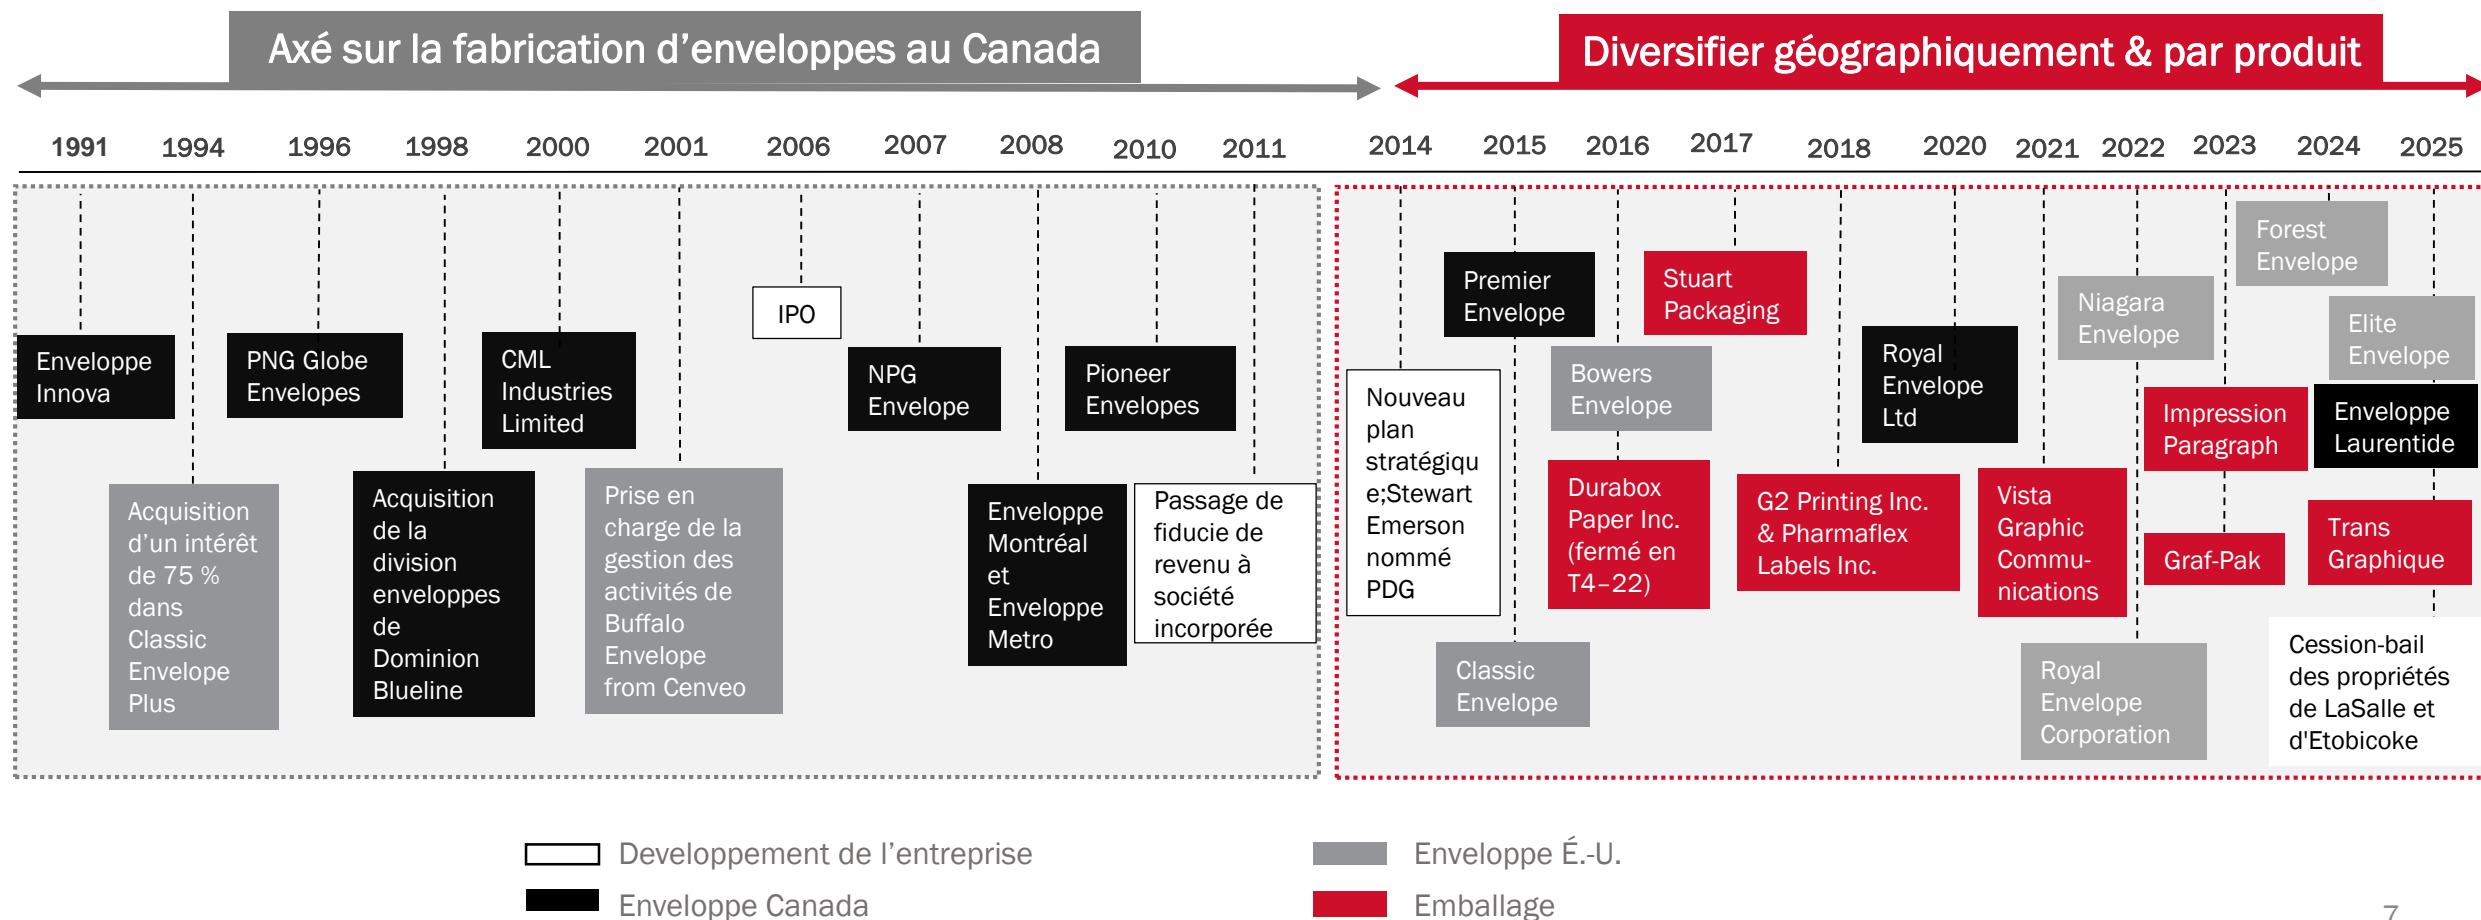 Axé sur la fabrication d’enveloppes au Canada
Diversifier géographiquement & par produit
1991
1994
1996
1998
2000
2001
2006
2007
2008
2010
2011
2014
2015
2016
2017
2018
2020
2021
2022
2023
2024
2025
Enveloppe
Innova
Acquisition
d’un intérêt
de 75 %
dans
Classic
Envelope
Plus
PNG Globe
Envelopes
Acquisition
de la
division
enveloppes
de
Dominion
Blueline
CML
Industries
Limited
Prise en
charge de la
gestion des
activités de
Buffalo
Envelope
from Cenveo
IPO
NPG
Envelope
Enveloppe
Montréal
et
Enveloppe
Metro
Pioneer
Envelopes
Passage de
fiducie de
revenu à
société
incorporée
Nouveau
plan
stratégiqu
e;Stewart
Emerson
nommé
PDG
Premier
Envelope
Classic
Envelope
Bowers
Envelope
Durabox
Paper Inc.
(fermé en
T4–22)
Stuart
Packaging
G2 Printing Inc.
& Pharmaflex
Labels Inc.
Royal
Envelope
Ltd
Vista
Graphic
Commu-
nications
Niagara
Envelope
Royal
Envelope
Corporation
Impression
Paragraph
Graf-Pak
Forest
Envelope
Elite
Envelope
Enveloppe
Laurentide
Trans
Graphique
Cession-bail
des propriétés
de LaSalle et
d'Etobicoke
Developpement de l’entreprise
Enveloppe É.-U.
Enveloppe Canada
Emballage
7